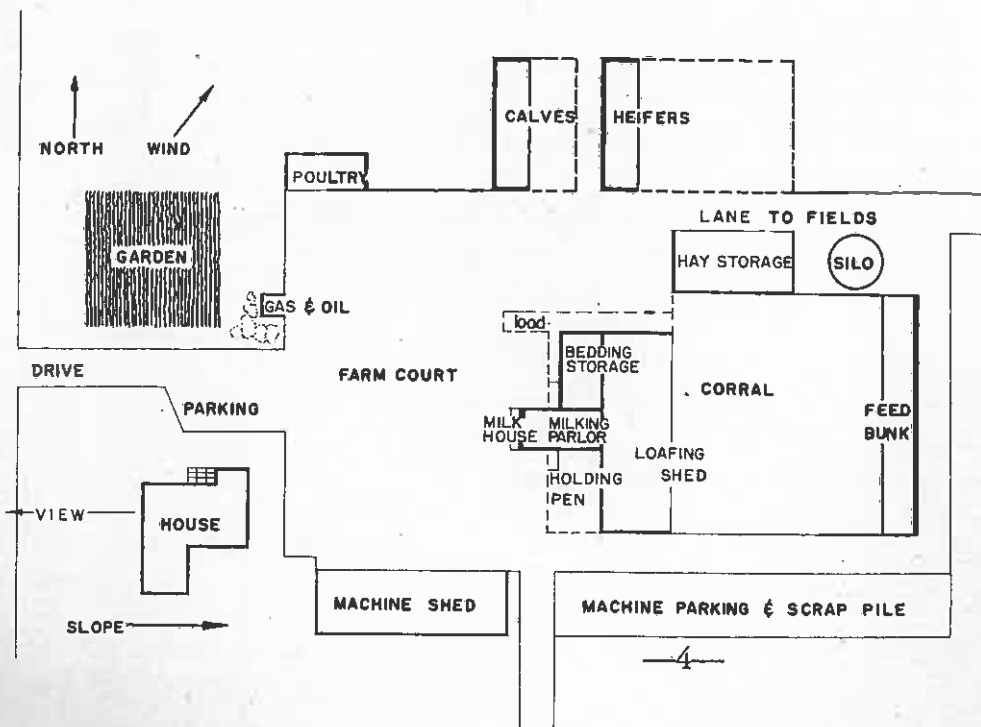 CALVES
HEIFERS
NORTH
WIND
POULTRY
LANE TO FIELDS
GARDEN
HAY STORAGE
SILO
GAS & OIL
load
BEDDING
STORAGE
DRIVE
FARM COURT
CORRAL
PARKING
FEED
BUNK
MILK
HOUSE
MILKING
PARLOR
LOAFING
SHED
HOLDING
PEN
VIEW
HOUSE
MACHINE SHED
MACHINE PARKING & SCRAP PILE
SLOPE
4